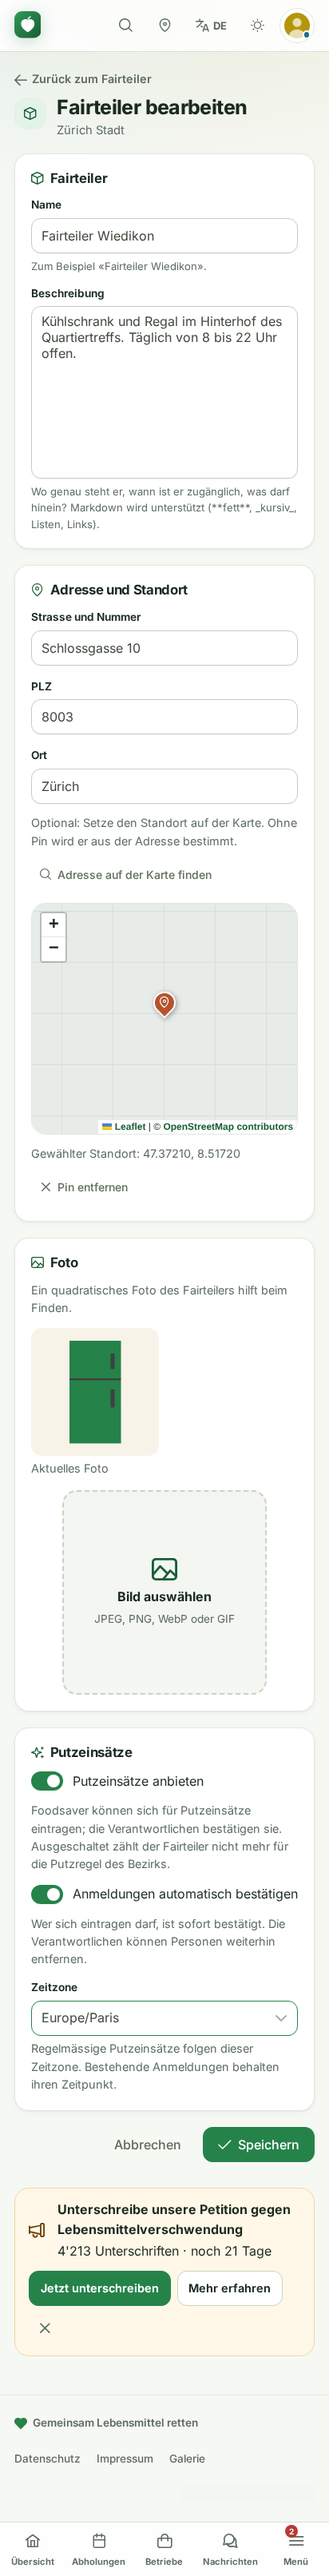 DE
Zurück zum Fairteiler
Fairteiler bearbeiten
Zürich Stadt
Fairteiler
Name
Fairteiler Wiedikon
Zum Beispiel «Fairteiler Wiedikon».
Beschreibung
Kühlschrank und Regal im Hinterhof des
Quartiertreffs. Täglich von 8 bis 22 Uhr
offen.
Wo genau steht er, wann ist er zugänglich, was darf
hinein? Markdown wird unterstützt (**fett**, _kursiv_,
Listen, Links).
Adresse und Standort
Strasse und Nummer
Schlossgasse 10
PLZ
8003
Ort
Zürich
Optional: Setze den Standort auf der Karte. Ohne
Pin wird er aus der Adresse bestimmt.
Adresse auf der Karte finden
+
−
Leaflet | © OpenStreetMap contributors
Gewählter Standort: 47.37210, 8.51720
Pin entfernen
Foto
Ein quadratisches Foto des Fairteilers hilft beim
Finden.
Aktuelles Foto
Bild auswählen
JPEG, PNG, WebP oder GIF
Putzeinsätze
Putzeinsätze anbieten
Foodsaver können sich für Putzeinsätze
eintragen; die Verantwortlichen bestätigen sie.
Ausgeschaltet zählt der Fairteiler nicht mehr für
die Putzregel des Bezirks.
Anmeldungen automatisch bestätigen
Wer sich eintragen darf, ist sofort bestätigt. Die
Verantwortlichen können Personen weiterhin
entfernen.
Zeitzone
Europe/Paris
Regelmässige Putzeinsätze folgen dieser
Zeitzone. Bestehende Anmeldungen behalten
ihren Zeitpunkt.
Abbrechen
Speichern
Unterschreibe unsere Petition gegen
Lebensmittelverschwendung
4'213 Unterschriften · noch 21 Tage
Jetzt unterschreiben
Mehr erfahren
Gemeinsam Lebensmittel retten
Datenschutz Impressum Galerie
2
Übersicht Abholungen Betriebe Nachrichten Menü